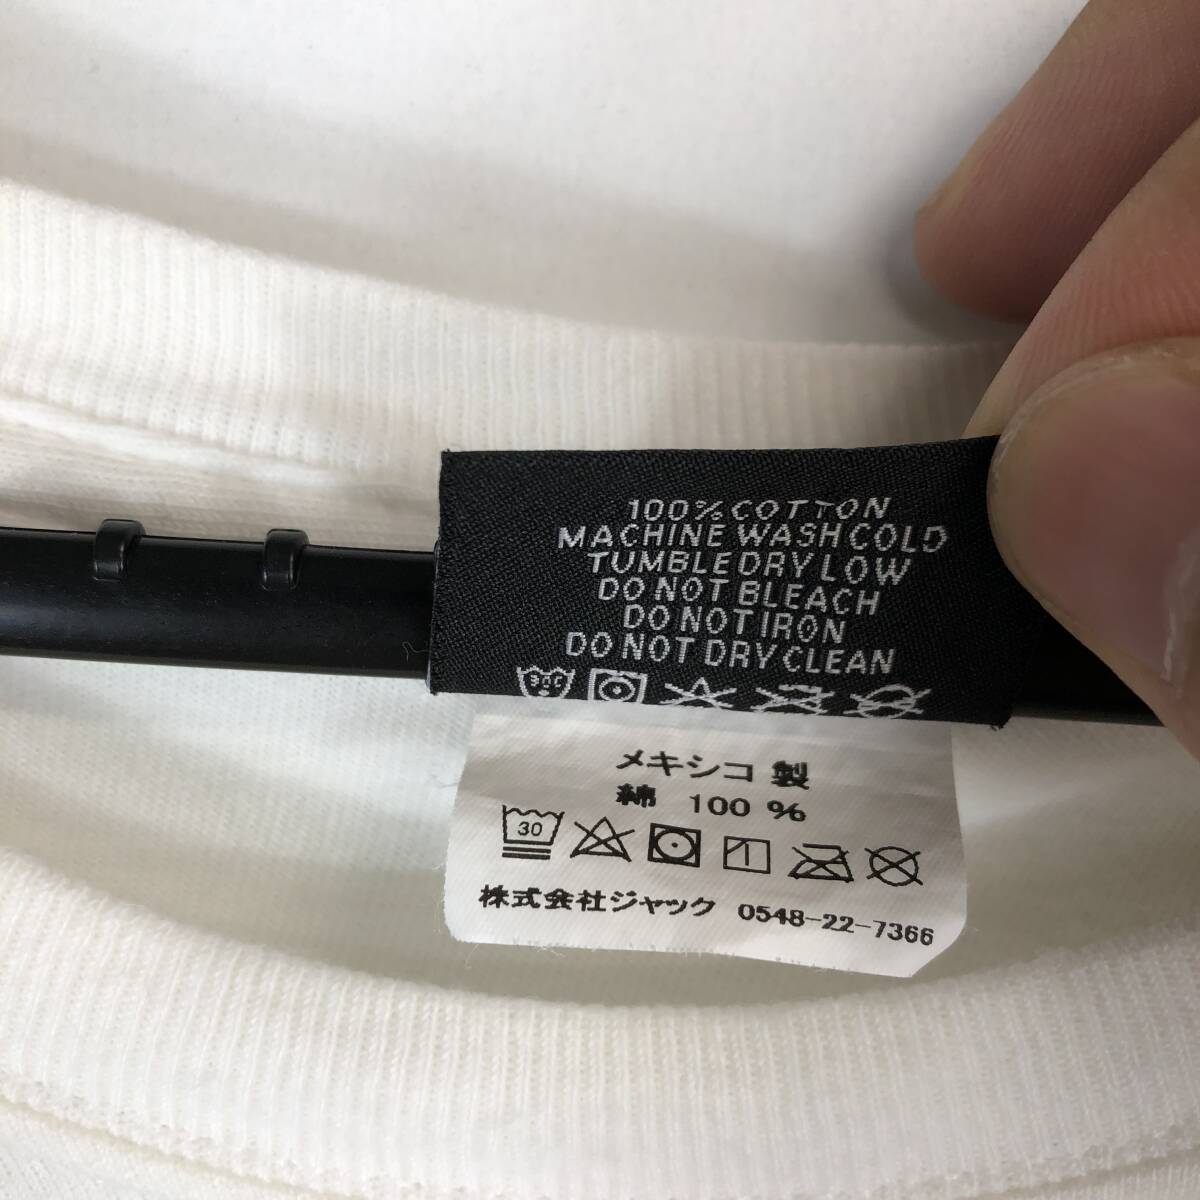 100% COTTON
MACHINE WASH COLD
TUMBLE DRY LOW
DO NOT BLEACH
DO NOT IRON
DO NOT DRY CLEAN
30C
メキシコ 製
綿 100 %
30
株式会社ジャック 0548-22-7366